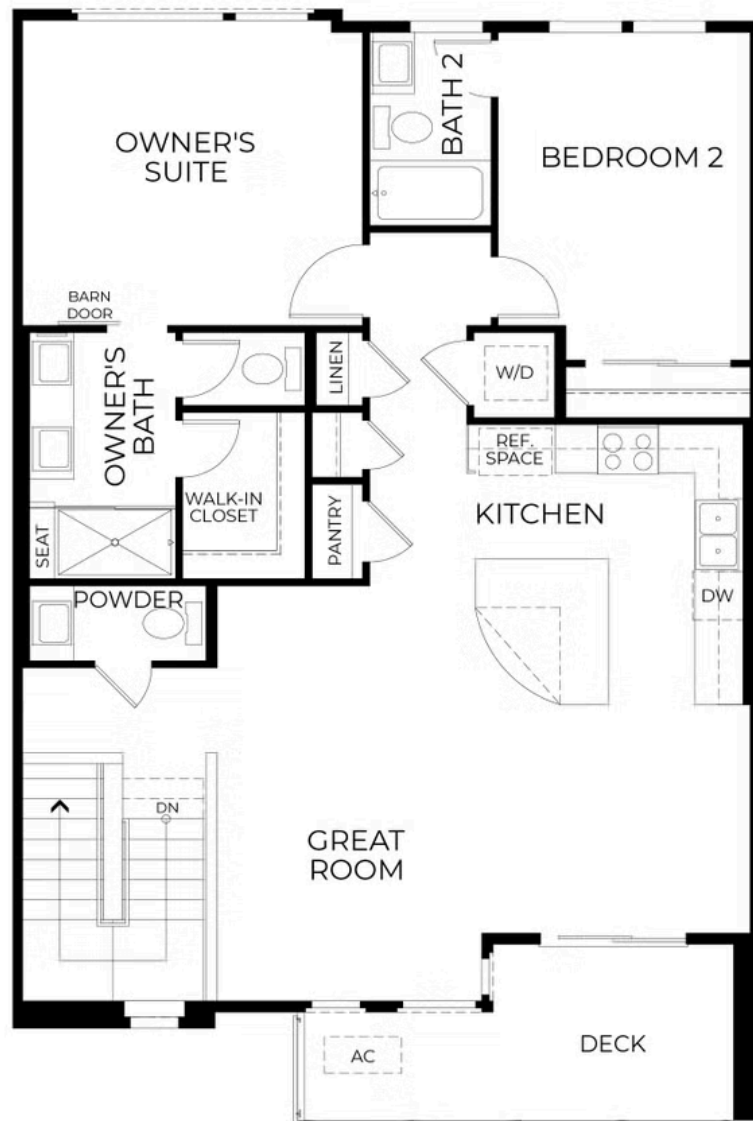 OWNER'S
SUITE
BATH 2
BEDROOM 2
BARN
DOOR
OWNER'S
BATH
LINEN
W/D
REF.
SPACE
WALK-IN
CLOSET
PANTRY
KITCHEN
SEAT
POWDER
DW
DN
GREAT
ROOM
AC
DECK